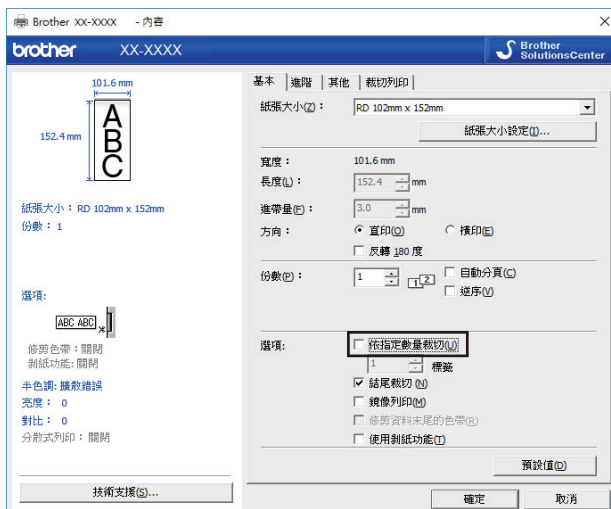 Brother XX-XXXX - 內容
brother XX-XXXX
Brother
SolutionsCenter
101.6 mm
152.4 mm
A
B
C
紙張大小：RD 102mm x 152mm
份數：1
選項:
ABC ABC
修剪色帶：關閉
剝紙功能: 關閉
半色調: 擴散錯誤
亮度： 0
對比： 0
分散式列印： 關閉
技術支援(S)...
基本 進階 其他 裁切列印
紙張大小(Z)： RD 102mm x 152mm
紙張大小設定(I)...
寬度： 101.6 mm
長度(L)： 152.4 mm
進帶量(F)： 3.0 mm
方向： 直印(O) 橫印(E)
反轉 180 度
份數(P)： 1 1 2 自動分頁(C)
逆序(V)
選項: 依指定數量裁切(U)
1 標籤
結尾裁切 (N)
鏡像列印(M)
修剪資料末尾的色帶(R)
使用剝紙功能(T)
預設值(D)
確定 取消